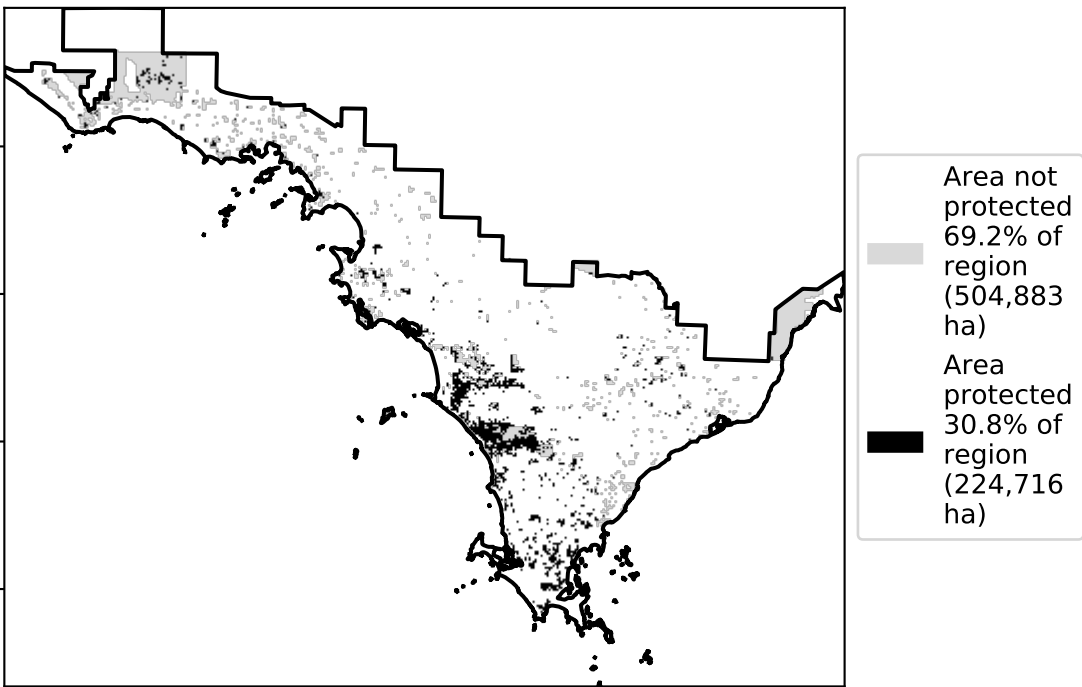 Area not
protected
69.2% of
region
(504,883
ha)
Area
protected
30.8% of
region
(224,716
ha)